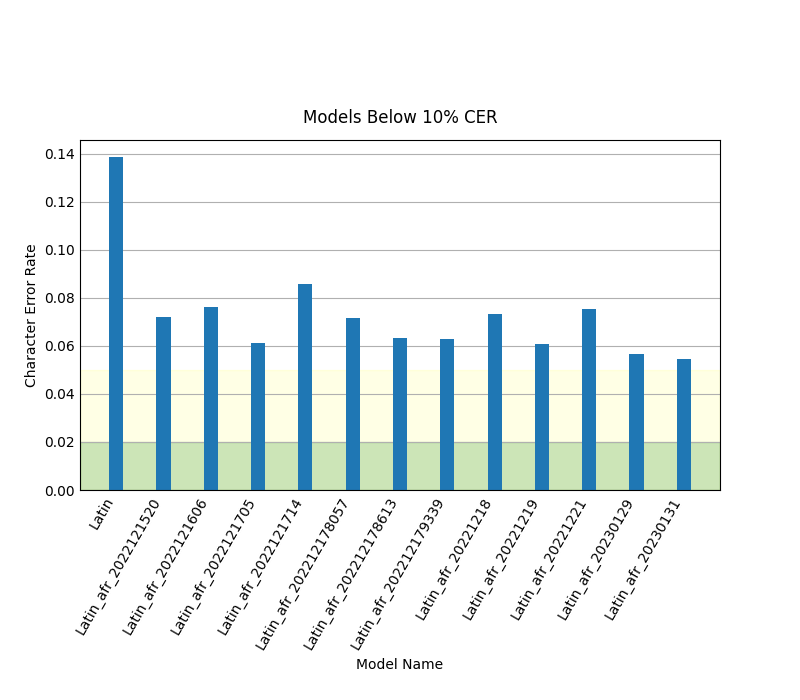 Models Below 10% CER
0.14
0.12
0.10
0.08
0.06
0.04
0.02
0.00
Character Error Rate
Latin
Latin_afr_2022121520
Latin_afr_2022121606
Latin_afr_2022121705
Latin_afr_2022121714
Latin_afr_202212178057
Latin_afr_202212178613
Latin_afr_202212179339
Latin_afr_20221218
Latin_afr_20221219
Latin_afr_20221221
Latin_afr_20230129
Latin_afr_20230131
Model Name